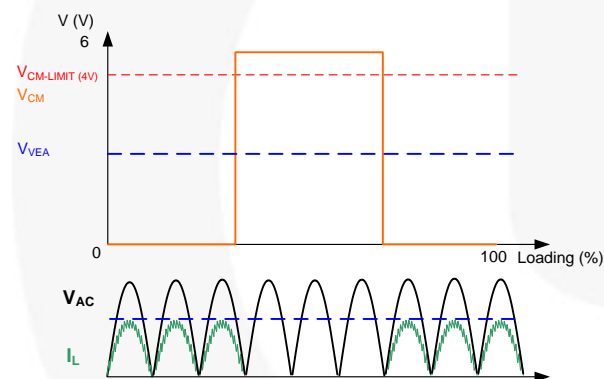 V (V)
6
VCM-LIMIT (4V)
VCM
VVEA
0
100 Loading (%)
VAC
IL